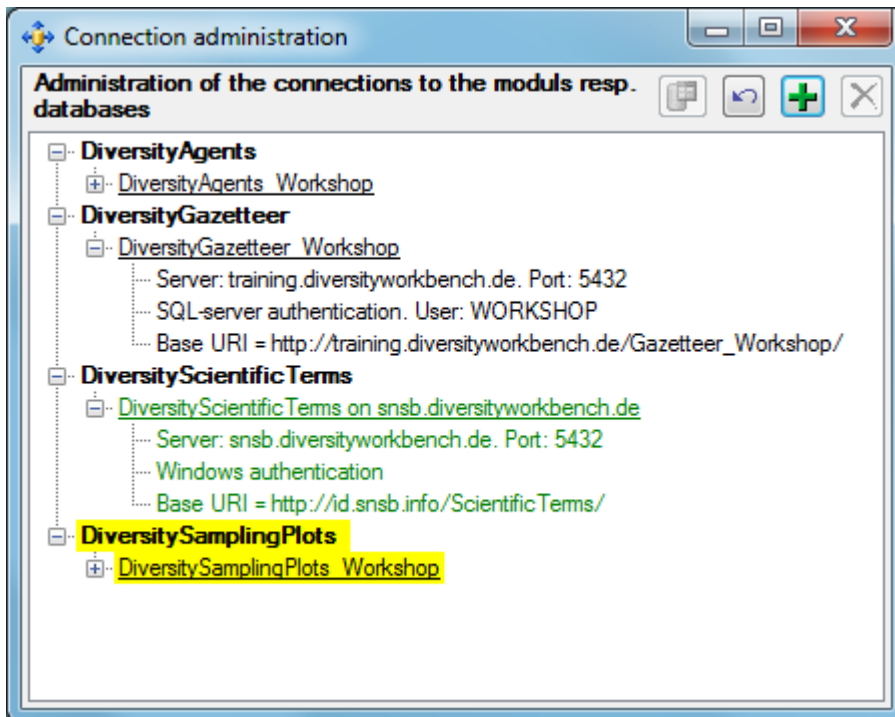 Connection administration
Administration of the connections to the moduls resp.
databases
DiversityAgents
DiversityAgents_Workshop
DiversityGazetteer
DiversityGazetteer_Workshop
Server: training.diversityworkbench.de. Port: 5432
SQL-server authentication. User: WORKSHOP
Base URI = http://training.diversityworkbench.de/Gazetteer_Workshop/
DiversityScientificTerms
DiversityScientificTerms on snsb.diversityworkbench.de
Server: snsb.diversityworkbench.de. Port: 5432
Windows authentication
Base URI = http://id.snsb.info/ScientificTerms/
DiversitySamplingPlots
DiversitySamplingPlots_Workshop